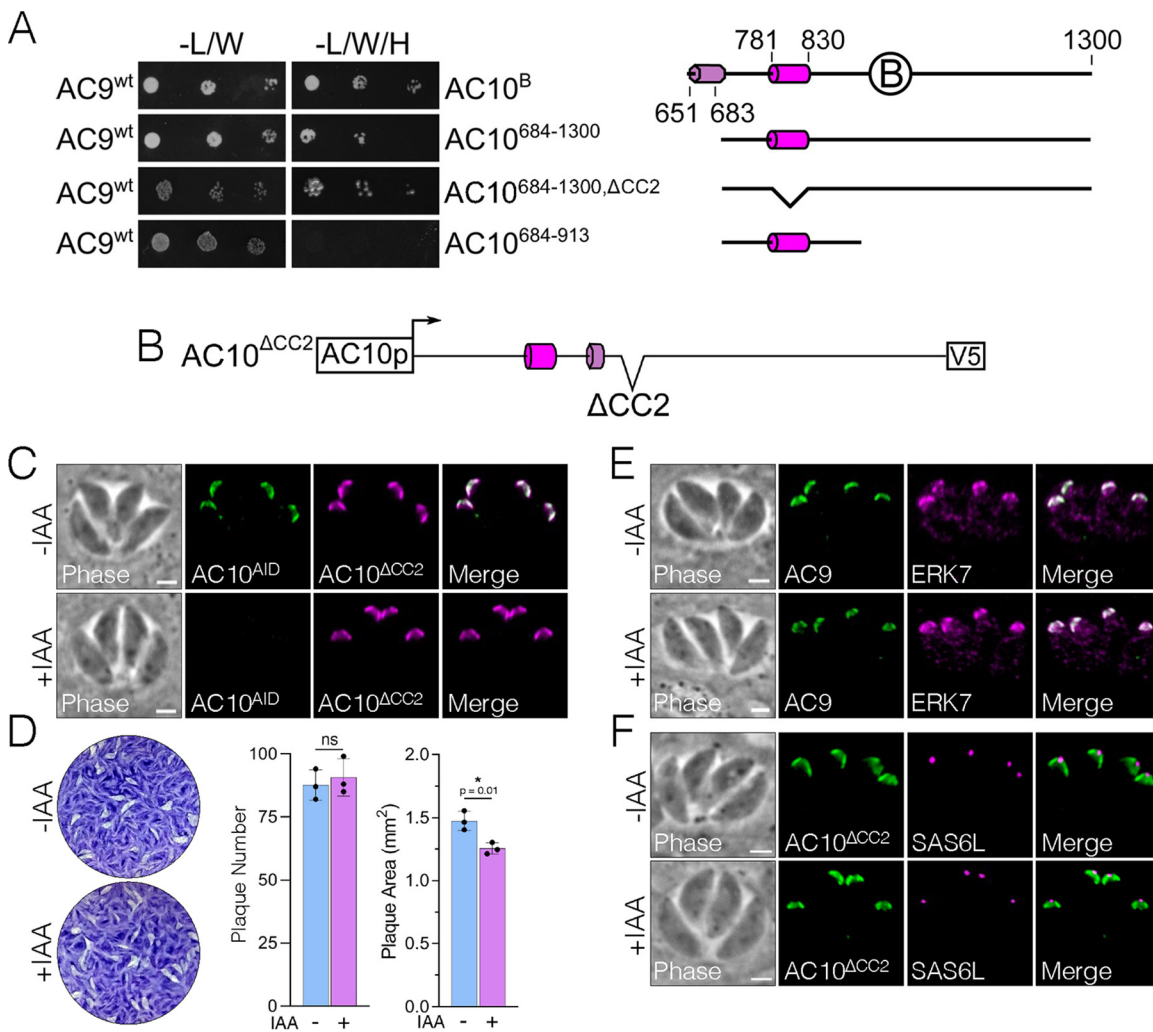 A
-L/W
-L/W/H
AC9wt
AC10B
AC9wt
AC10684-1300
AC9wt
AC10684-1300,ΔCC2
AC9wt
AC10684-913
781
830
1300
B
651
683
B
AC10ΔCC2
AC10p
ΔCC2
V5
C
-IAA
Phase
AC10AID
AC10ΔCC2
Merge
+IAA
Phase
AC10AID
AC10ΔCC2
Merge
D
-IAA
+IAA
Plaque Number
100
75
50
25
0
ns
IAA - +
Plaque Area (mm2)
2.0
1.5
1.0
1.5
0.0
*
p = 0.01
IAA - +
E
-IAA
Phase
AC9
ERK7
Merge
+IAA
Phase
AC9
ERK7
Merge
F
-IAA
Phase
AC10ΔCC2
SAS6L
Merge
+IAA
Phase
AC10ΔCC2
SAS6L
Merge